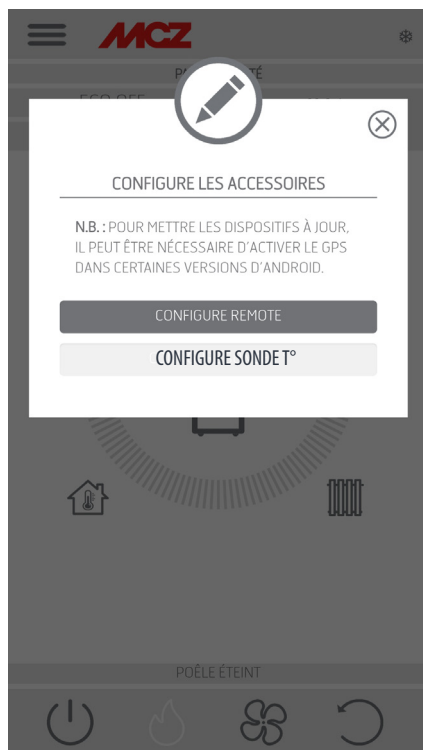 MCZ
CONFIGURE LES ACCESSOIRES
N.B. : POUR METTRE LES DISPOSITIFS À JOUR,
IL PEUT ÊTRE NÉCESSAIRE D'ACTIVER LE GPS
DANS CERTAINES VERSIONS D'ANDROID.
CONFIGURE REMOTE
CONFIGURE SONDE T°
POÊLE ÉTEINT